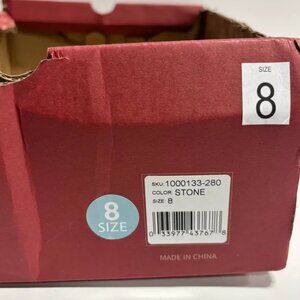 SIZE
8
SKU: 1000133-280
COLOR: STONE
SIZE: 8
0 33977 43767 8
8
SIZE
MADE IN CHINA